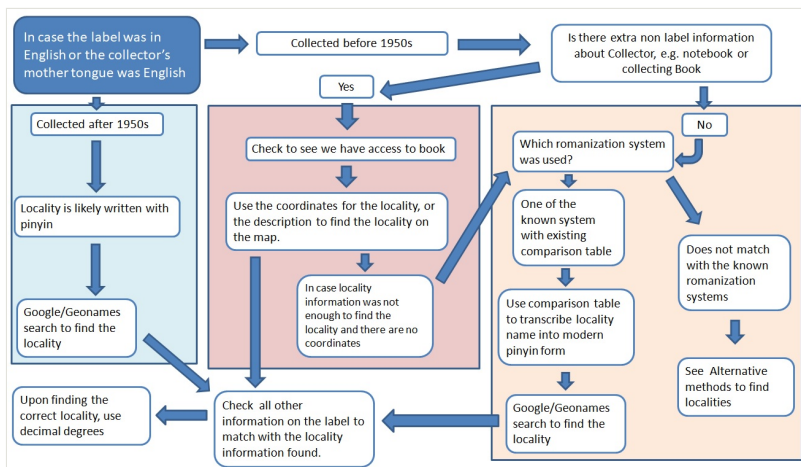 In case the label was in
English or the collector's
mother tongue was English
Collected before 1950s
Is there extra non label information
about Collector, e.g. notebook or
collecting Book
Yes
No
Collected after 1950s
Locality is likely written with
pinyin
Google/Geonames
search to find the
locality
Check to see we have access to book
Use the coordinates for the locality, or
the description to find the locality on
the map.
In case locality
information was not
enough to find the
locality and there are no
coordinates
Which romanization system
was used?
One of the
known system
with existing
comparison table
Does not match
with the known
romanization
systems
Use comparison table
to transcribe locality
name into modern
pinyin form
See Alternative
methods to find
localities
Google/Geonames
search to find the
locality
Check all other
information on the label to
match with the locality
information found.
Upon finding the
correct locality, use
decimal degrees